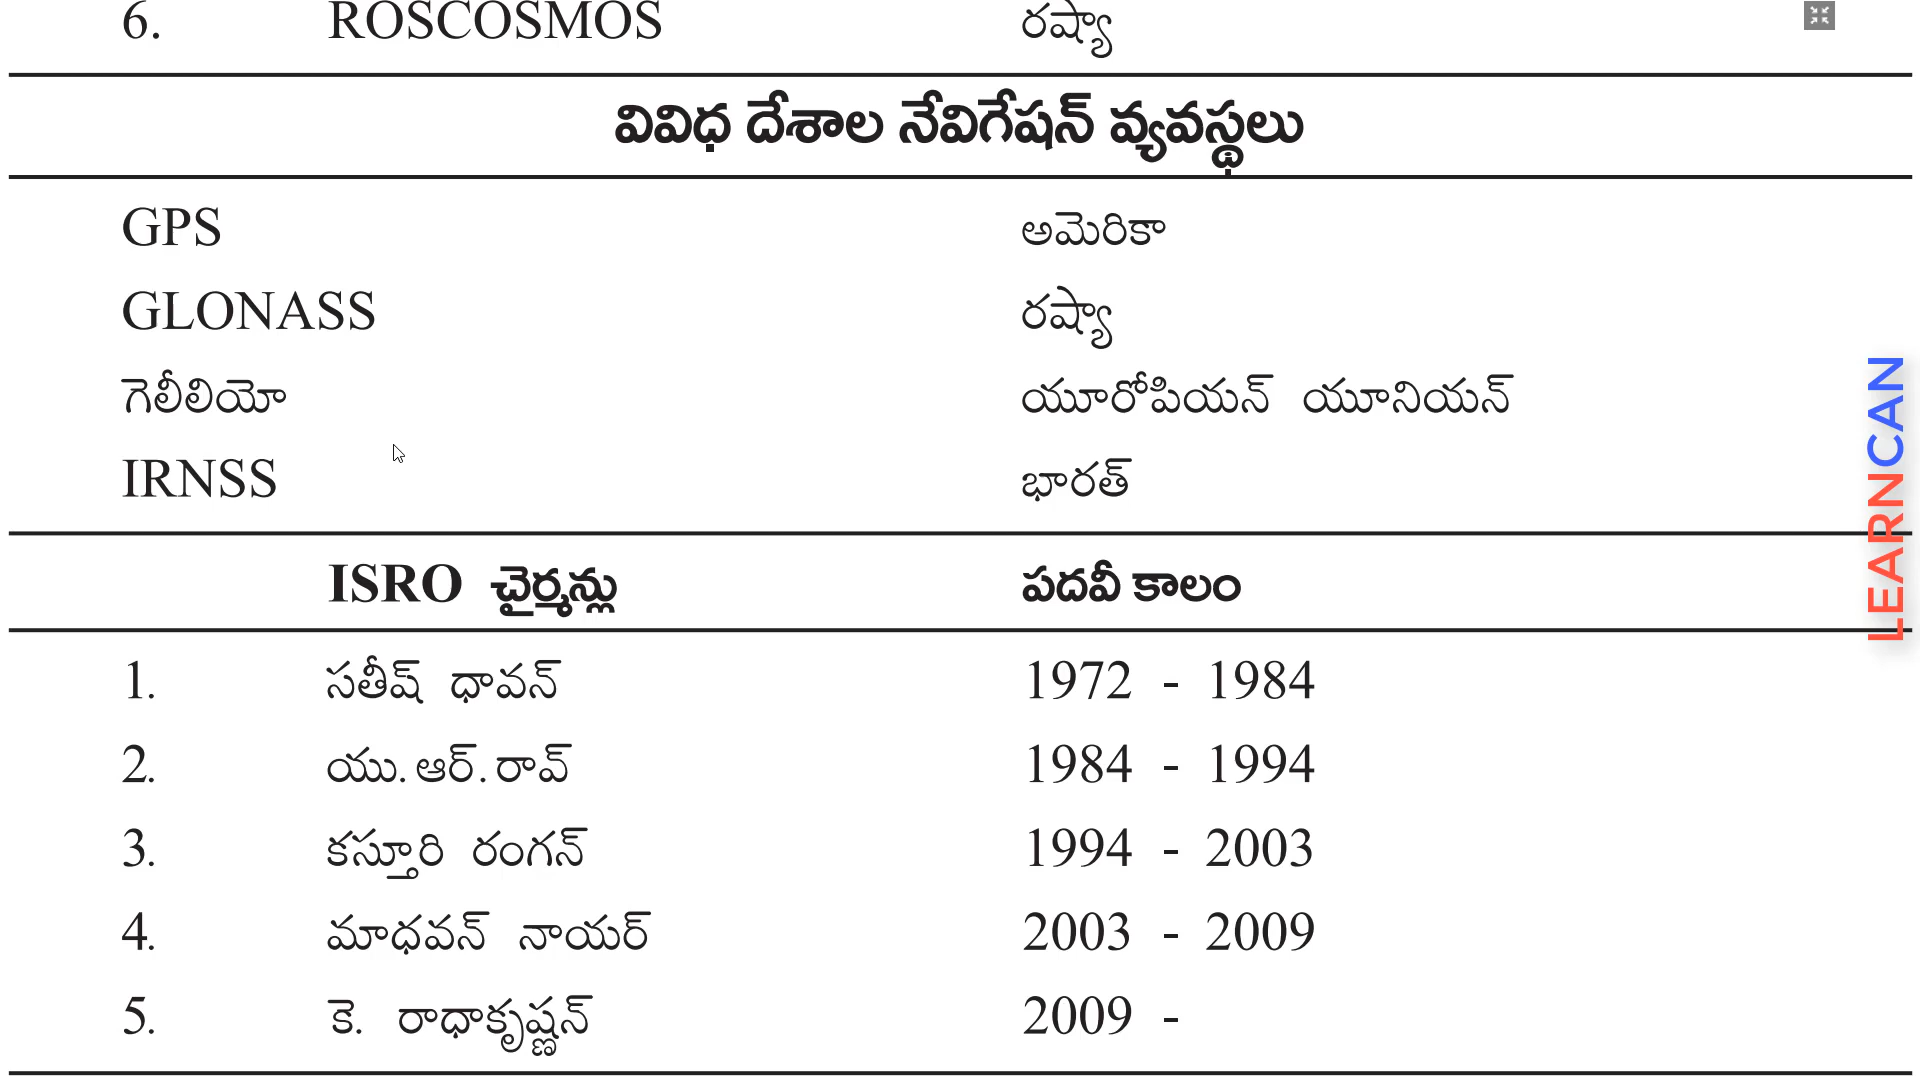 6. ROSCOSMOS రష్యా
వివిధ దేశాల నేవిగేషన్ వ్యవస్థలు
GPS అమెరికా
GLONASS రష్యా
గెలీలియో యూరోపియన్ యూనియన్
IRNSS భారత్
ISRO చైర్మన్లు పదవీ కాలం
1. సతీష్ ధావన్ 1972 - 1984
2. యు.ఆర్.రావ్ 1984 - 1994
3. కస్తూరి రంగన్ 1994 - 2003
4. మాధవన్ నాయర్ 2003 - 2009
5. కె. రాధాకృష్ణన్ 2009 -
LEARNCAN